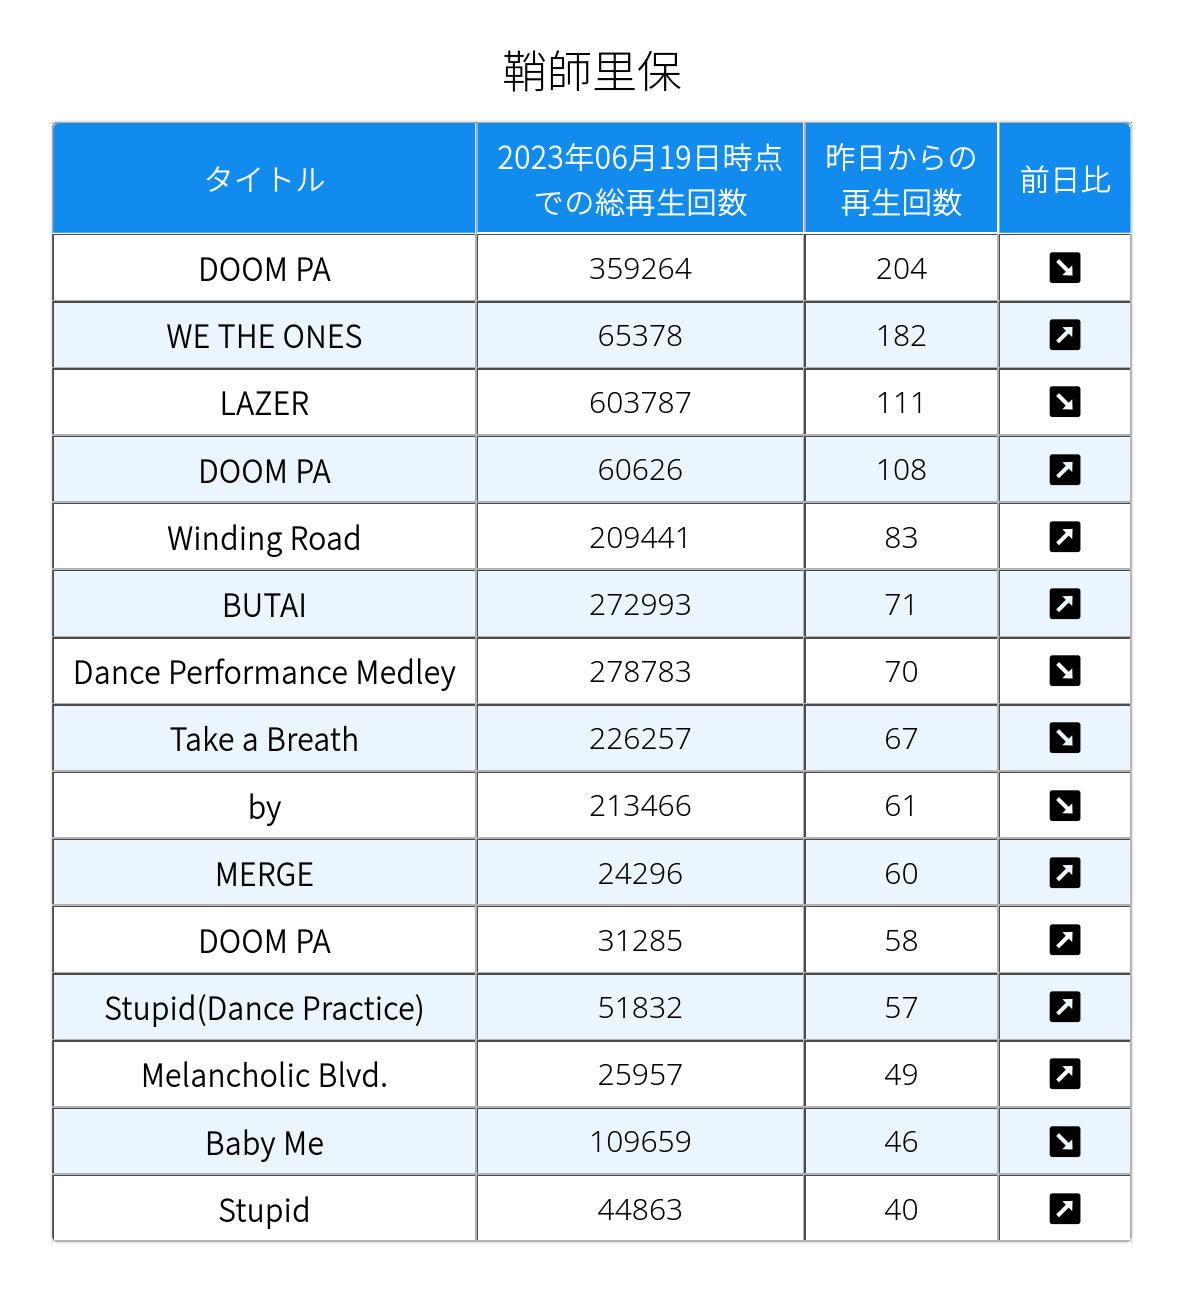 鞘師里保
タイトル 2023年06月19日時点での総再生回数 昨日からの再生回数 前日比
DOOM PA 359264 204 ↘
WE THE ONES 65378 182 ↗
LAZER 603787 111 ↘
DOOM PA 60626 108 ↗
Winding Road 209441 83 ↗
BUTAI 272993 71 ↗
Dance Performance Medley 278783 70 ↘
Take a Breath 226257 67 ↘
by 213466 61 ↘
MERGE 24296 60 ↗
DOOM PA 31285 58 ↗
Stupid(Dance Practice) 51832 57 ↗
Melancholic Blvd. 25957 49 ↗
Baby Me 109659 46 ↘
Stupid 44863 40 ↗